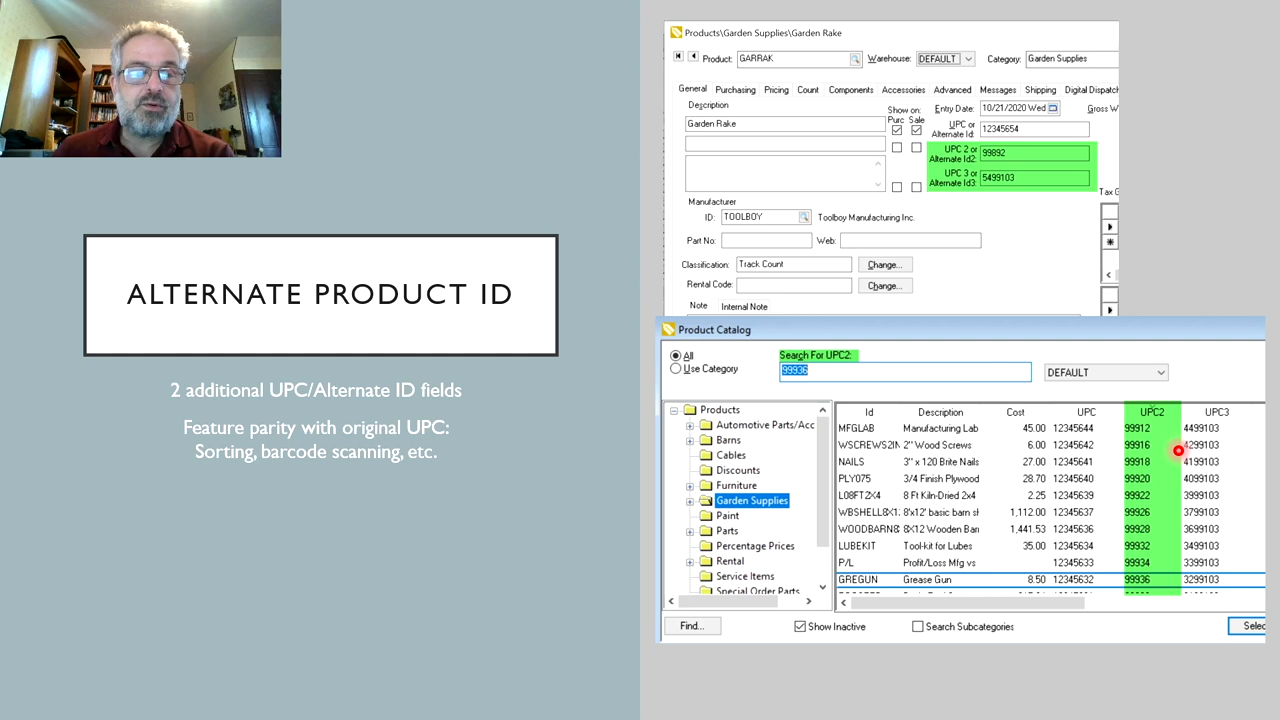 ALTERNATE PRODUCT ID
2 additional UPC/Alternate ID fields
Feature parity with original UPC:
Sorting, barcode scanning, etc.
Products\Garden Supplies\Garden Rake
Product: GARRAK Warehouse: DEFAULT Category: Garden Supplies
General Purchasing Pricing Count Components Accessories Advanced Messages Shipping Digital Dispatch
Description Show on: Entry Date: 10/21/2020 Wed Gross W
Purc Sale
Garden Rake
UPC or
Alternate Id: 12345654
UPC 2 or
Alternate Id2: 99892
UPC 3 or
Alternate Id3: 5499103
Tax G
Manufacturer
ID: TOOLBOY Toolboy Manufacturing Inc.
Part No: Web:
Classification: Track Count Change...
Rental Code: Change...
Note Internal Note
Product Catalog
All
Use Category
Search For UPC2:
99936
DEFAULT
Products
Automotive Parts/Acc
Barns
Cables
Discounts
Furniture
Garden Supplies
Paint
Parts
Percentage Prices
Rental
Service Items
Special Order Parts
Id Description Cost UPC UPC2 UPC3
MFGLAB Manufacturing Lab 45.00 12345644 99912 4499103
WSCREWS2IN 2" Wood Screws 6.00 12345642 99916 4299103
NAILS 3" x 120 Brite Nails 27.00 12345641 99918 4199103
PLY075 3/4 Finish Plywood 28.70 12345640 99920 4099103
L08FT2X4 8 Ft Kiln-Dried 2x4 2.25 12345639 99922 3999103
WBSHELL8X12 8'x12' basic barn sh 1,112.00 12345637 99926 3799103
WOODBARN8 8X12 Wooden Barn 1,441.53 12345636 99928 3699103
LUBEKIT Tool-kit for Lubes 35.00 12345634 99932 3499103
P/L Profit/Loss Mfg vs 12345633 99934 3399103
GREGUN Grease Gun 8.50 12345632 99936 3299103
Find... Show Inactive Search Subcategories Selec